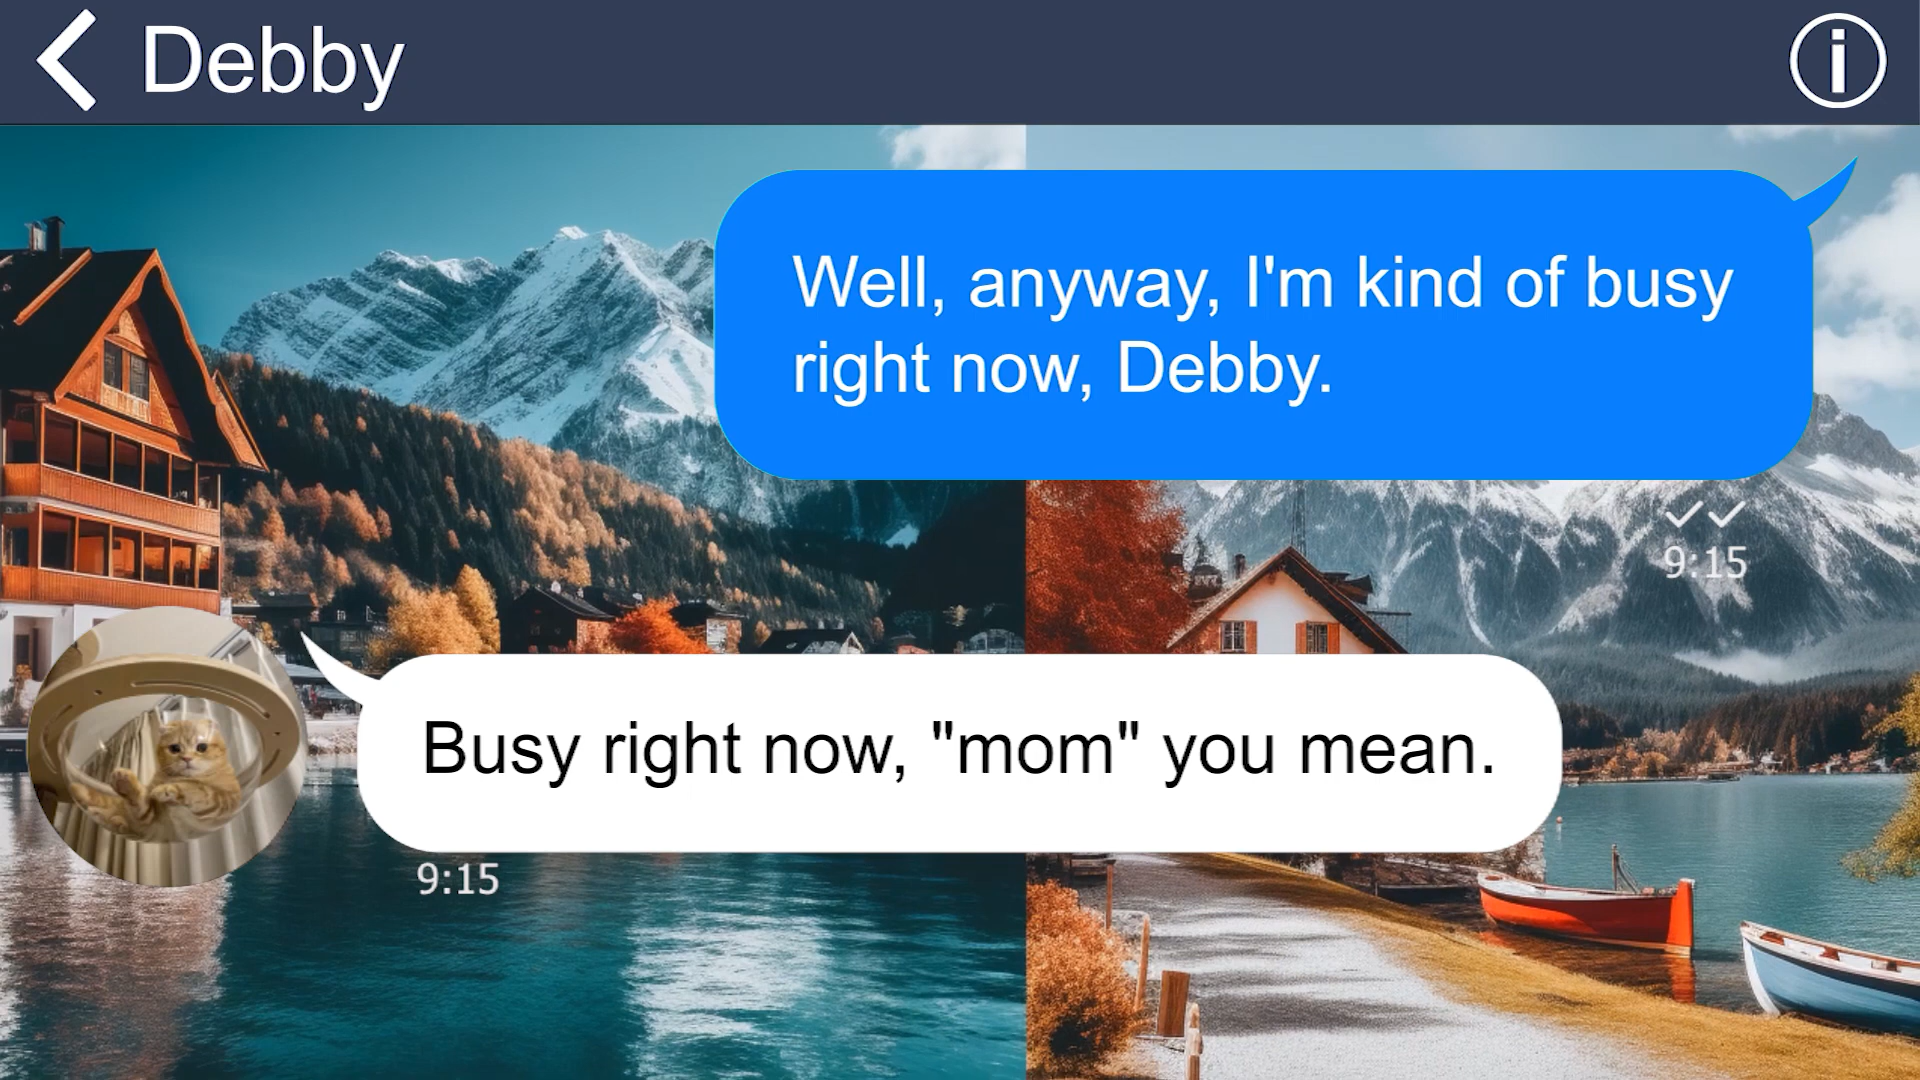 Debby
Well, anyway, I'm kind of busy
right now, Debby.
9:15
Busy right now, "mom" you mean.
9:15